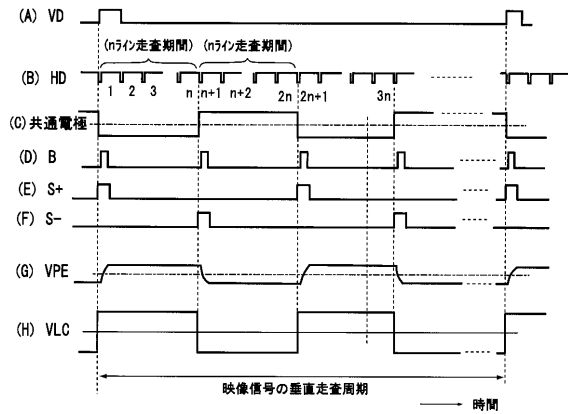 (A) VD
(nライン走査期間) (nライン走査期間)
(B) HD
1 2 3 n n+1 n+2 2n 2n+1 3n
(C)共通電極
(D) B
(E) S+
(F) S-
(G) VPE
(H) VLC
映像信号の垂直走査周期
時間